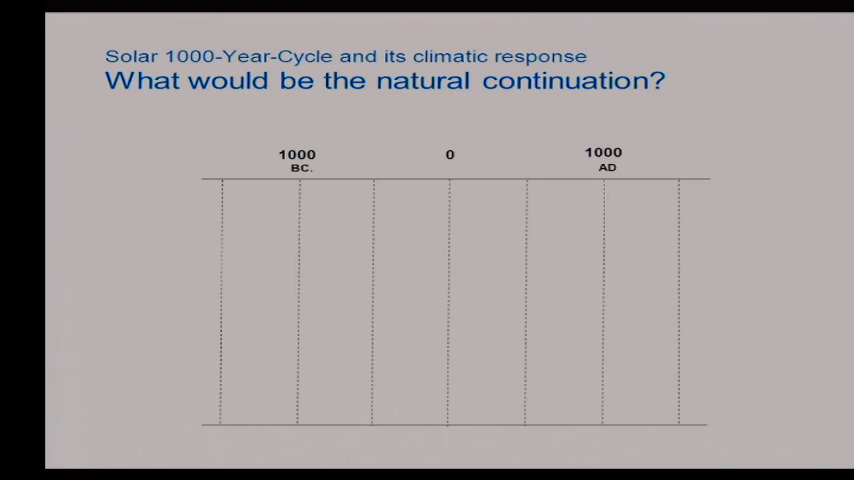 Solar 1000-Year-Cycle and its climatic response
What would be the natural continuation?
1000 0 1000
BC. AD